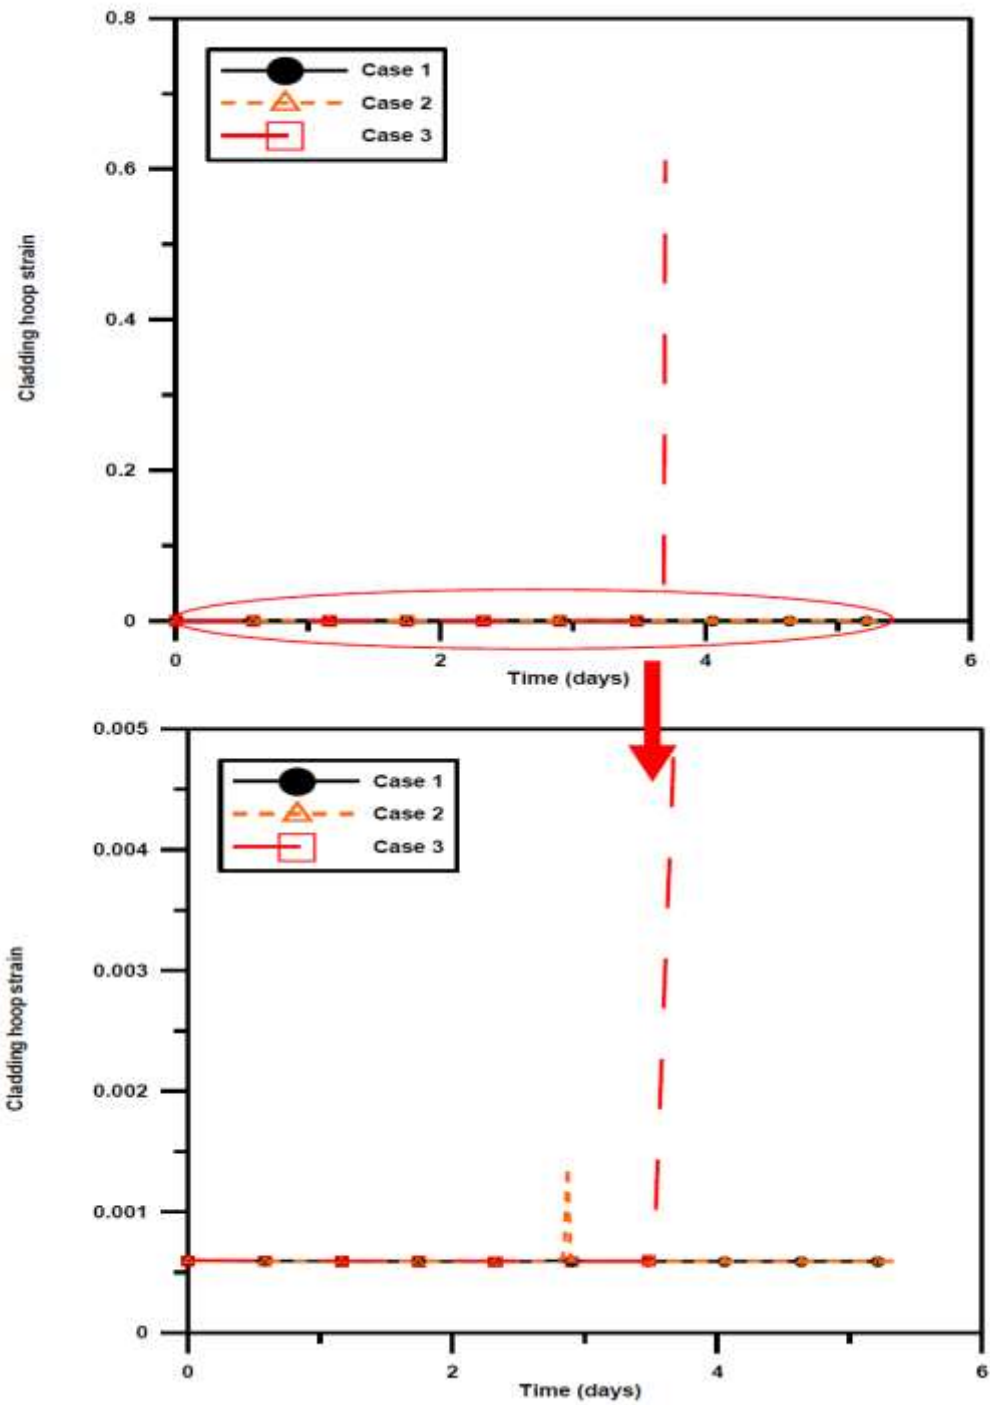 0.8
Case 1
Case 2
Case 3
0.6
Cladding hoop strain
0.4
0.2
0
0 2 4 6
Time (days)
0.005
Case 1
Case 2
Case 3
0.004
0.003
Cladding hoop strain
0.002
0.001
0
0 2 4 6
Time (days)